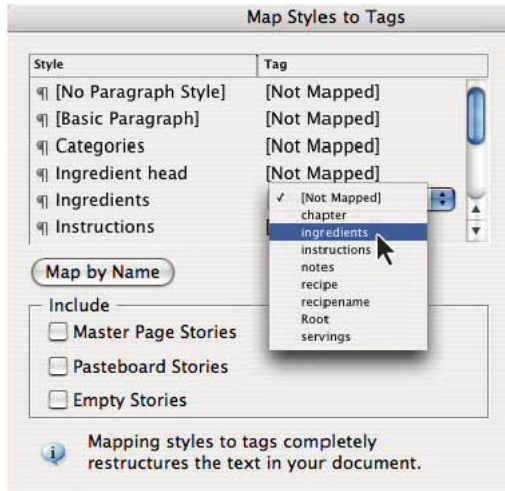 Map Styles to Tags
Style Tag
¶ [No Paragraph Style] [Not Mapped]
¶ [Basic Paragraph] [Not Mapped]
¶ Categories [Not Mapped]
¶ Ingredient head [Not Mapped]
¶ Ingredients
¶ Instructions
✓ [Not Mapped]
chapter
ingredients
instructions
notes
recipe
recipename
Root
servings
Map by Name
Include
Master Page Stories
Pasteboard Stories
Empty Stories
Mapping styles to tags completely
restructures the text in your document.